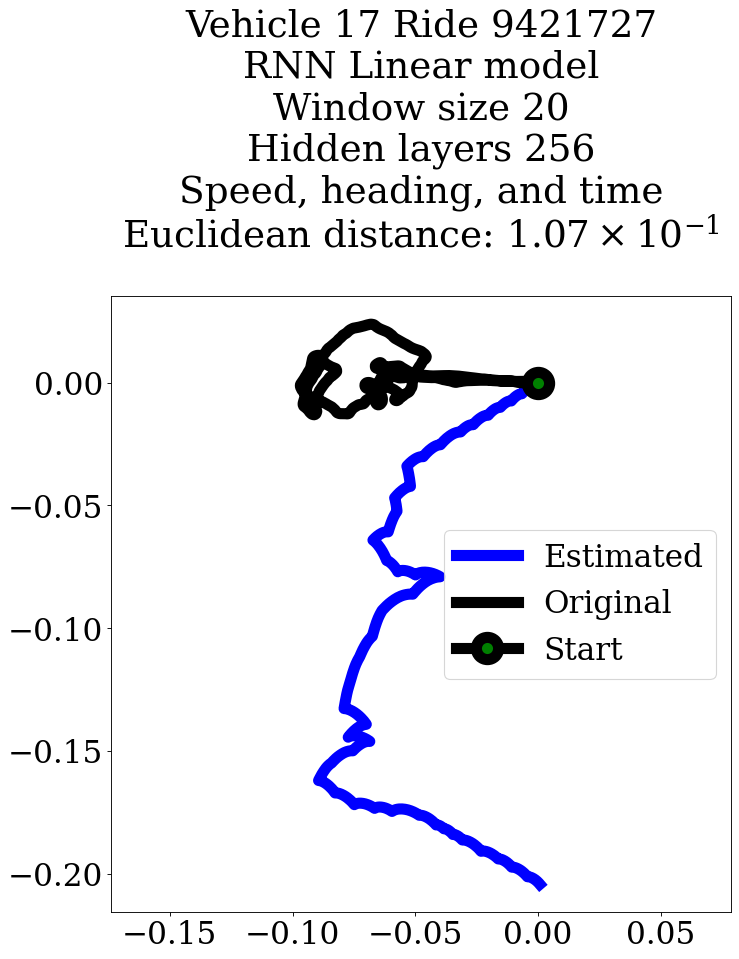 Vehicle 17 Ride 9421727
RNN Linear model
Window size 20
Hidden layers 256
Speed, heading, and time
Euclidean distance: 1.07 × 10⁻¹
0.00
−0.05
−0.10
−0.15
−0.20
Estimated
Original
Start
−0.15 −0.10 −0.05 0.00 0.05